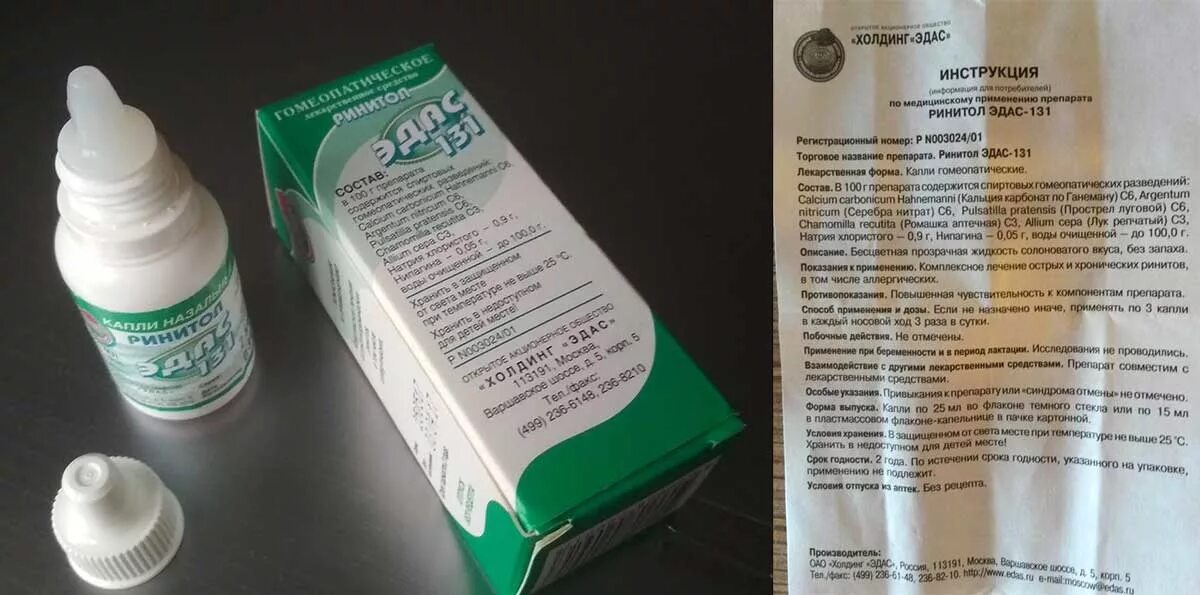 КАПЛИ НАЗАЛЬ
РИНИТОЛ
ЭДАС
131
ГОМЕОПАТИЧЕСКОЕ
лекарственное средство
РИНИТОЛ
ЭДАС
131
СОСТАВ:
в 100 г препарата
содержится спиртовых
гомеопатических разведений:
Calcium carbonicum Hahnemanni C6,
Argentum nitricum C6,
Pulsatilla pratensis C6,
Chamomilla recutita C3,
Allium cepa C3,
Натрия хлористого – 0,9 г,
Нипагина – 0,05 г,
воды очищенной – до 100,0 г.
Хранить в защищенном
от света месте
при температуре не выше 25 °С.
Хранить в недоступном
для детей месте!
Р N003024/01
ОТКРЫТОЕ АКЦИОНЕРНОЕ ОБЩЕСТВО
"ХОЛДИНГ "ЭДАС"
113191, Москва,
Варшавское шоссе, д. 5, корп. 5
Тел./факс:
(499) 236-6148, 236-8210
ОТКРЫТОЕ АКЦИОНЕРНОЕ ОБЩЕСТВО
«ХОЛДИНГ«ЭДАС»
ИНСТРУКЦИЯ
(информация для потребителей)
по медицинскому применению препарата
РИНИТОЛ ЭДАС-131
Регистрационный номер: Р N003024/01
Торговое название препарата. Ринитол ЭДАС-131
Лекарственная форма. Капли гомеопатические.
Состав. В 100 г препарата содержится спиртовых гомеопатических разведений:
Calcium carbonicum Hahnemanni (Кальция карбонат по Ганеману) C6, Argentum
nitricum (Серебра нитрат) C6, Pulsatilla pratensis (Прострел луговой) C6,
Chamomilla recutita (Ромашка аптечная) C3, Allium cepa (Лук репчатый) C3,
Натрия хлористого – 0,9 г, Нипагина – 0,05 г, воды очищенной – до 100,0 г.
Описание. Бесцветная прозрачная жидкость солоноватого вкуса, без запаха.
Показания к применению. Комплексное лечение острых и хронических ринитов,
в том числе аллергических.
Противопоказания. Повышенная чувствительность к компонентам препарата.
Способ применения и дозы. Если не назначено иначе, применять по 3 капли
в каждый носовой ход 3 раза в сутки.
Побочные действия. Не отмечены.
Применение при беременности и в период лактации. Исследования не проводились.
Взаимодействие с другими лекарственными средствами. Препарат совместим с
лекарственными средствами.
Особые указания. Привыкания к препарату или «синдрома отмены» не отмечено.
Форма выпуска. Капли по 25 мл во флаконе темного стекла или по 15 мл
в пластмассовом флаконе-капельнице в пачке картонной.
Условия хранения. В защищенном от света месте при температуре не выше 25 °С.
Хранить в недоступном для детей месте!
Срок годности. 2 года. По истечении срока годности, указанного на упаковке,
применению не подлежит.
Условия отпуска из аптек. Без рецепта.
Производитель:
ОАО «Холдинг «ЭДАС», Россия, 113191, Москва, Варшавское шоссе, д. 5, корп. 5
Тел./факс: (499) 236-61-48, 236-82-10. http://www.edas.ru e-mail:moscow@edas.ru